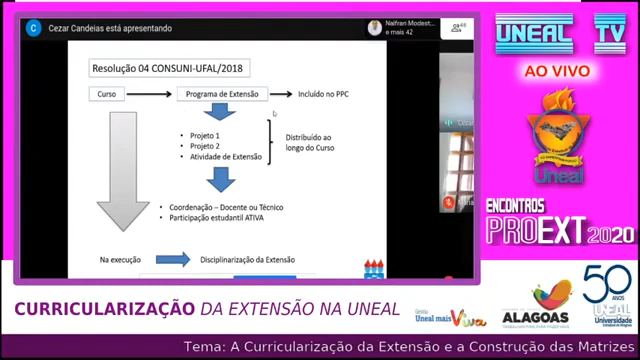 C Cezar Candeias está apresentando
Naifran Modest...
e mais 42
UNEAL TV
AO VIVO
Resolução 04 CONSUNI-UFAL/2018
Curso
Programa de Extensão
Incluído no PPC
• Projeto 1
• Projeto 2
• Atividade de Extensão
Distribuído ao
longo do Curso
• Coordenação – Docente ou Técnico
• Participação estudantil ATIVA
Na execução
Disciplinarização da Extensão
Uneal
ENCONTROS
PROEXT 2020
CURRICULARIZAÇÃO DA EXTENSÃO NA UNEAL
Uneal mais Viva
ALAGOAS
50
ANOS
UNEAL
Universidade
Tema: A Curricularização da Extensão e a Construção das Matrizes